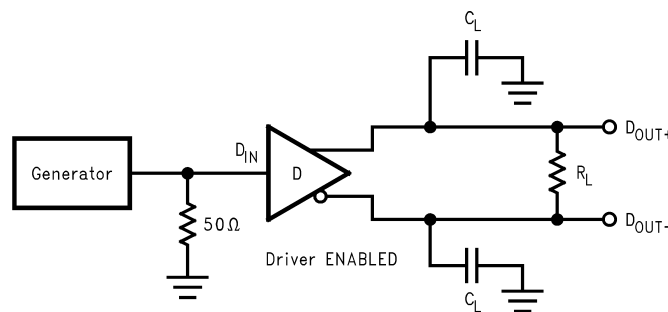 C_L
D_OUT+
D_IN
Generator
D
R_L
50Ω
D_OUT-
Driver ENABLED
C_L